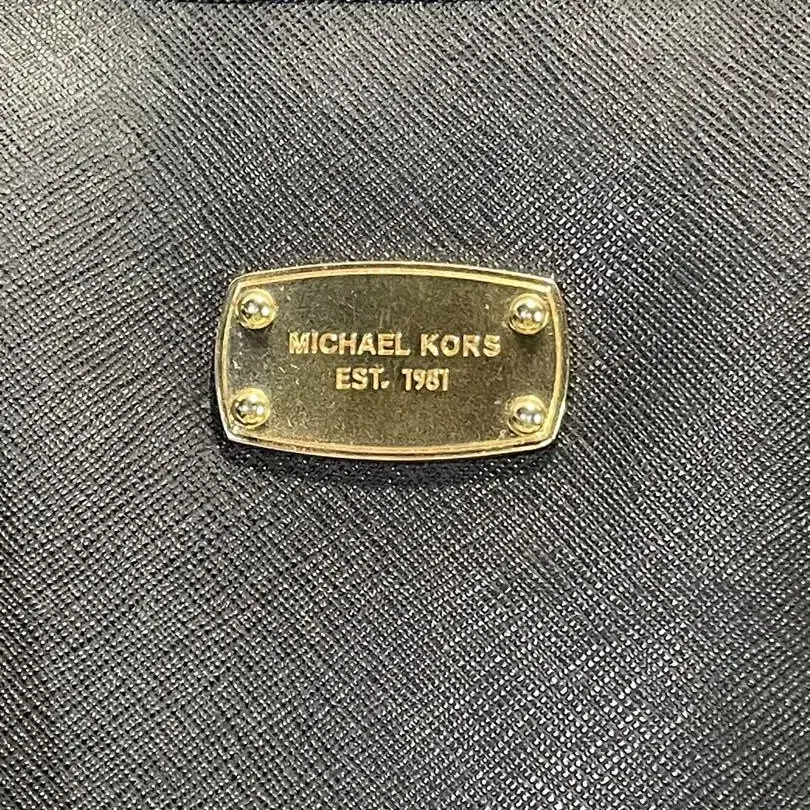 MICHAEL KORS
EST. 1981